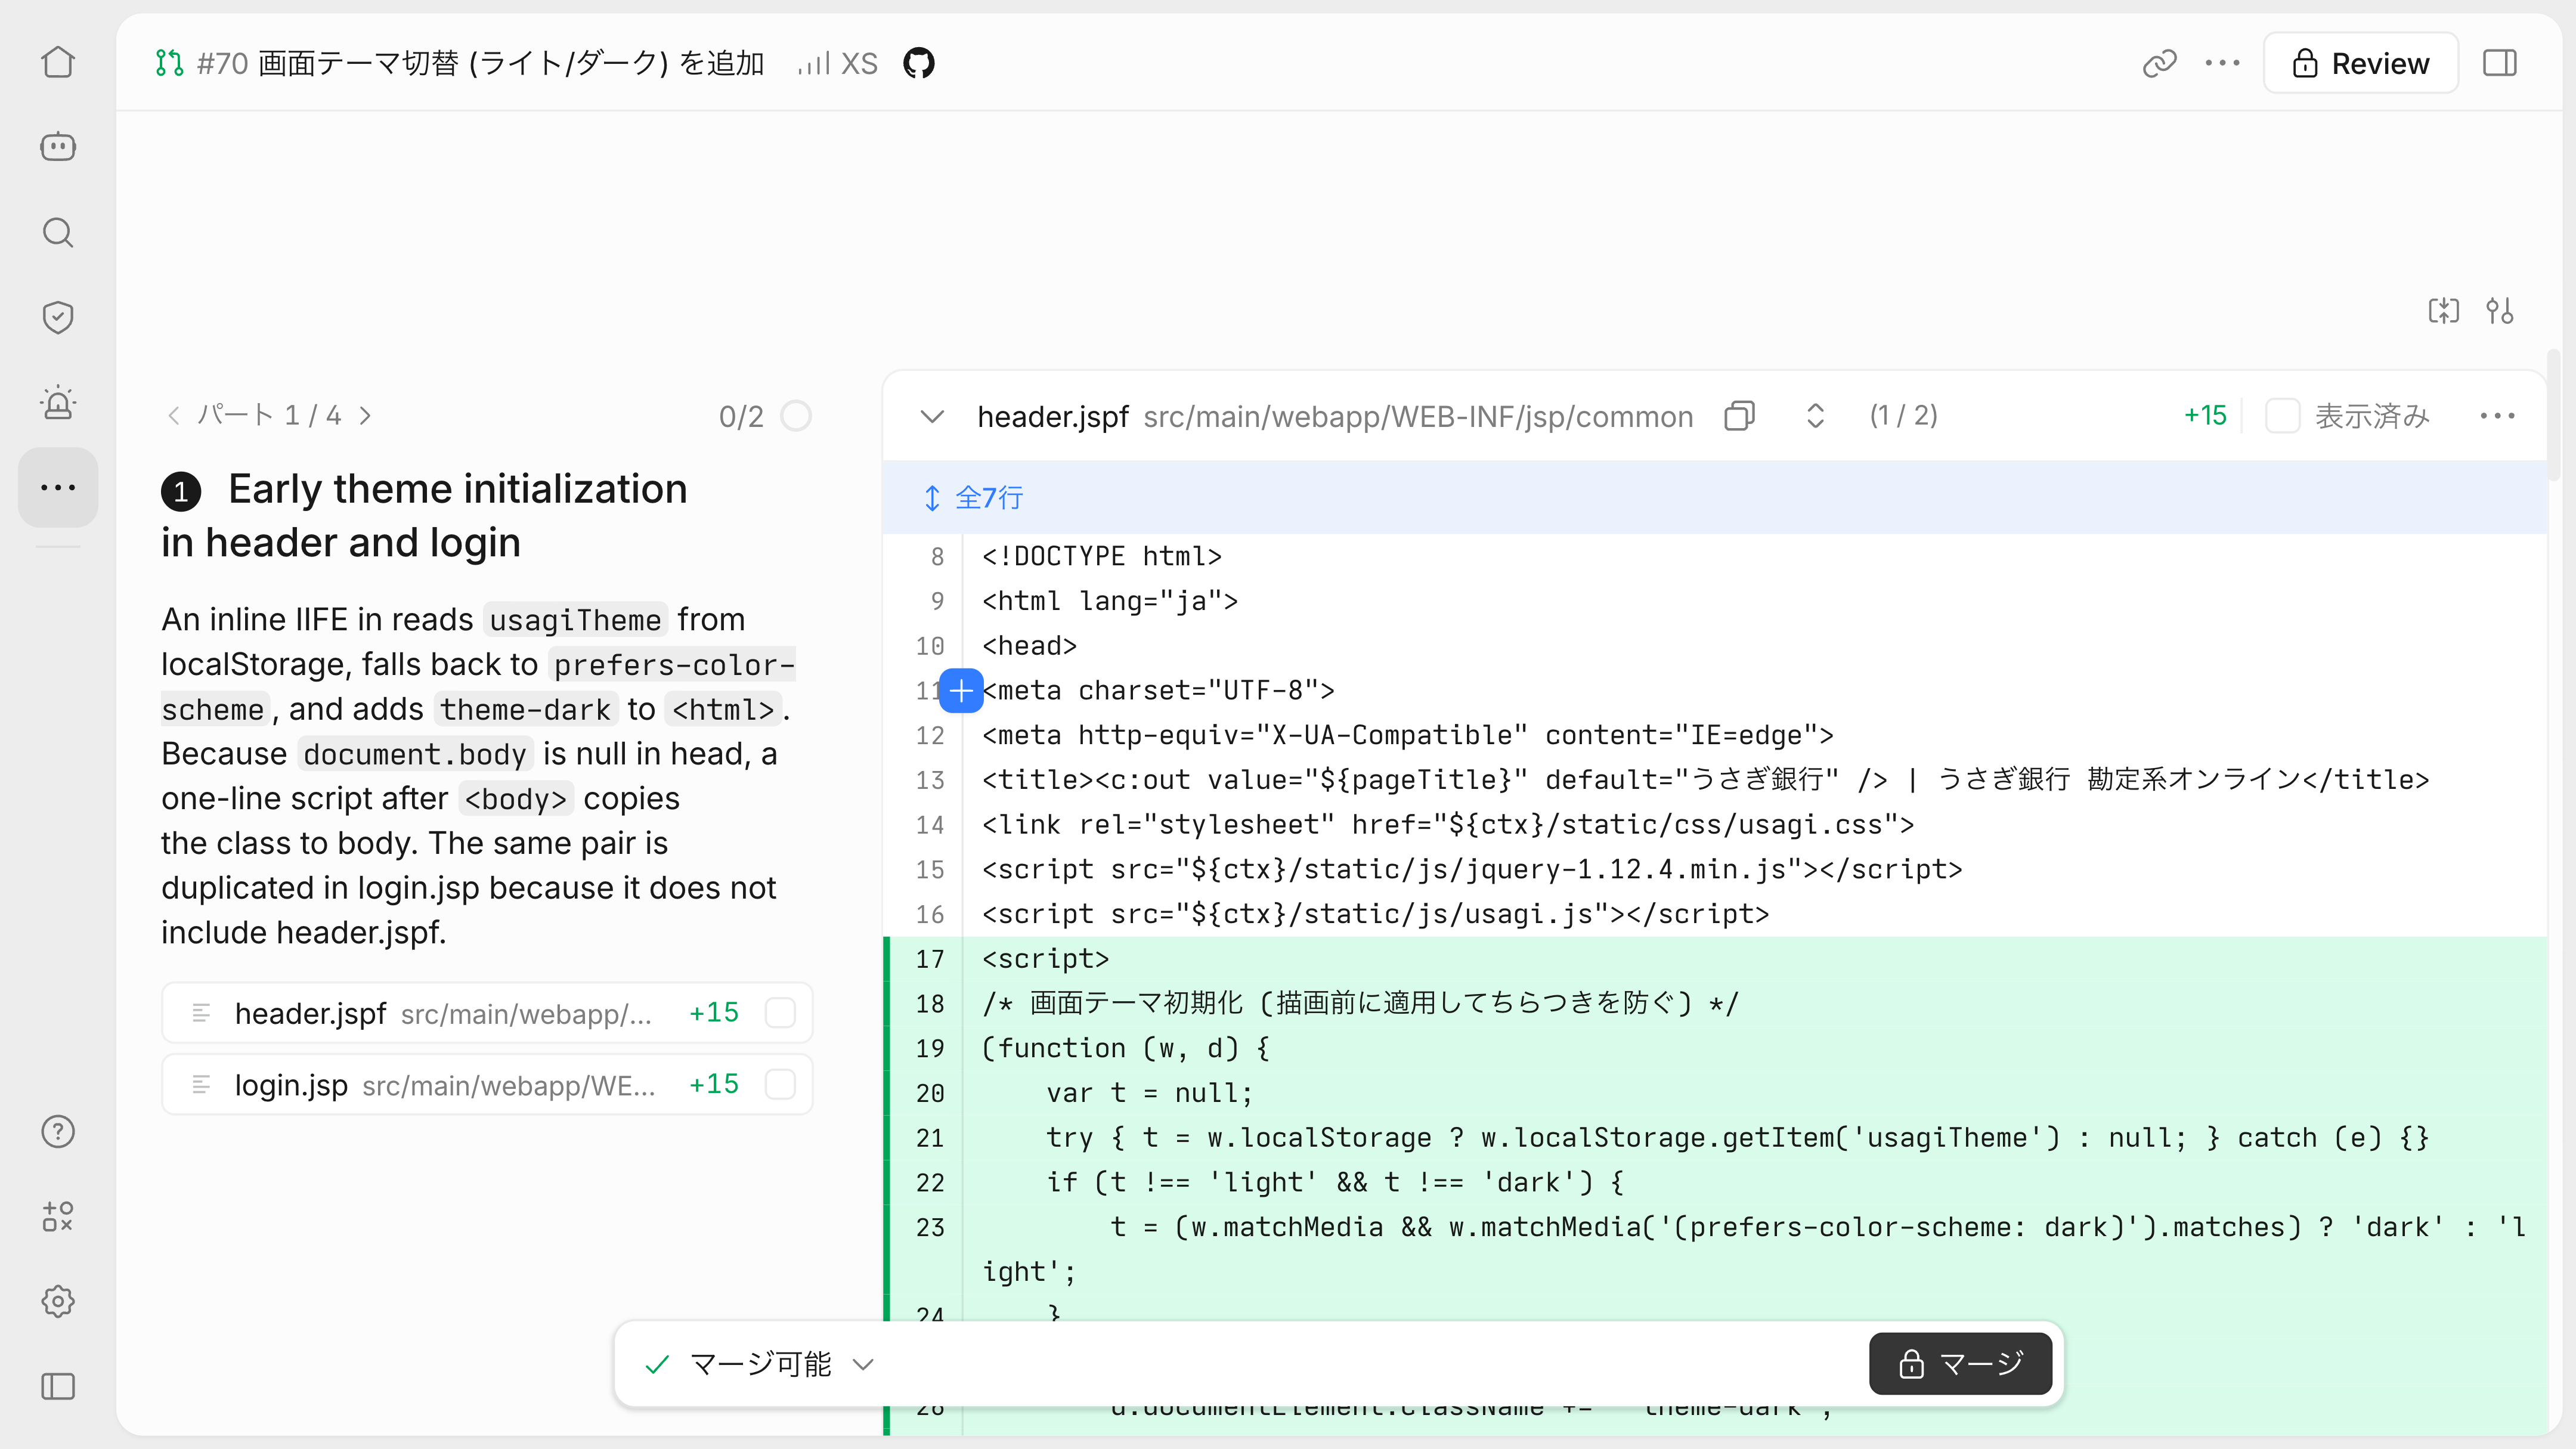 #70 画面テーマ切替 (ライト/ダーク) を追加 XS
Review
パート 1 / 4
0/2
1 Early theme initialization
in header and login
An inline IIFE in reads usagiTheme from
localStorage, falls back to prefers-color-
scheme, and adds theme-dark to <html>.
Because document.body is null in head, a
one-line script after <body> copies
the class to body. The same pair is
duplicated in login.jsp because it does not
include header.jspf.
header.jspf src/main/webapp/... +15
login.jsp src/main/webapp/WE... +15
header.jspf src/main/webapp/WEB-INF/jsp/common (1 / 2) +15 表示済み
全7行
8 <!DOCTYPE html>
9 <html lang="ja">
10 <head>
11 <meta charset="UTF-8">
12 <meta http-equiv="X-UA-Compatible" content="IE=edge">
13 <title><c:out value="${pageTitle}" default="うさぎ銀行" /> | うさぎ銀行 勘定系オンライン</title>
14 <link rel="stylesheet" href="${ctx}/static/css/usagi.css">
15 <script src="${ctx}/static/js/jquery-1.12.4.min.js"></script>
16 <script src="${ctx}/static/js/usagi.js"></script>
17 <script>
18 /* 画面テーマ初期化 (描画前に適用してちらつきを防ぐ) */
19 (function (w, d) {
20 var t = null;
21 try { t = w.localStorage ? w.localStorage.getItem('usagiTheme') : null; } catch (e) {}
22 if (t !== 'light' && t !== 'dark') {
23 t = (w.matchMedia && w.matchMedia('(prefers-color-scheme: dark)').matches) ? 'dark' : 'l
ight';
24 }
マージ可能
マージ
26 d.documentElement.className += theme-dark